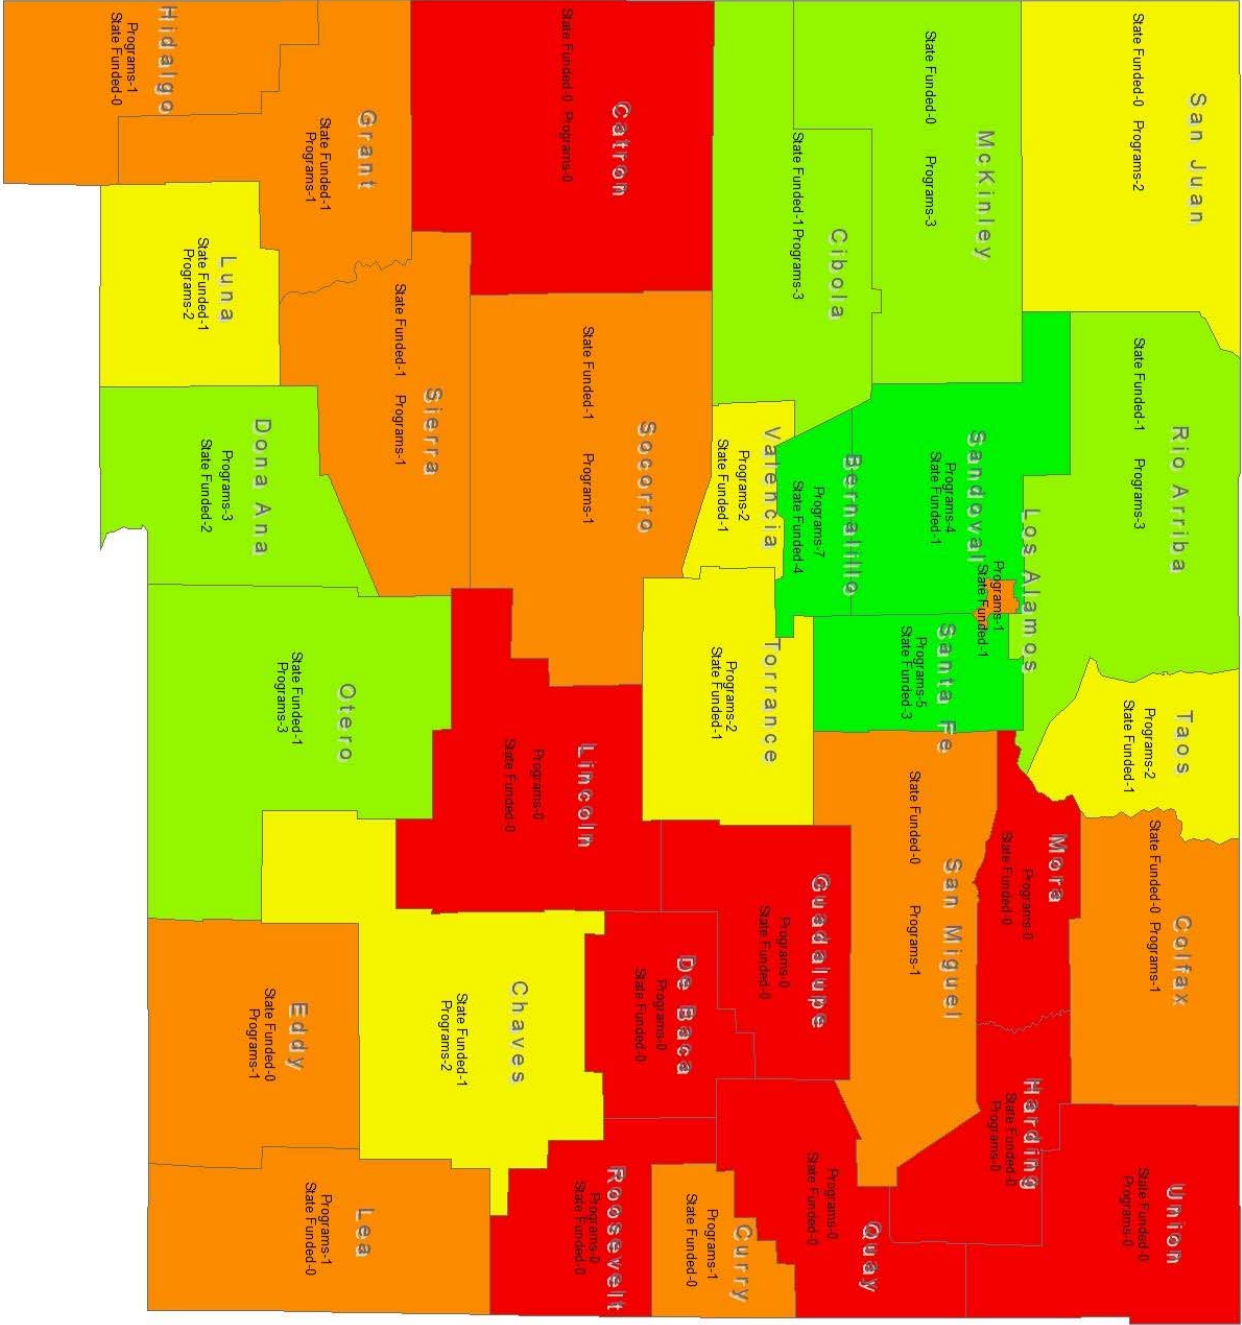 San Juan
State Funded-0 Programs-2
Rio Arriba
State Funded-1 Programs-3
Taos
Programs-2
State Funded-1
Colfax
State Funded-0 Programs-1
Union
State Funded-0
Programs-0
McKinley
State Funded-0 Programs-3
Los Alamos
Programs-1
State Funded-1
Sandoval
Programs-4
State Funded-1
Santa Fe
Programs-5
State Funded-3
Mora
Programs-0
State Funded-0
Harding
State Funded-0
Programs-0
San Miguel
State Funded-0 Programs-1
Cibola
State Funded-1 Programs-3
Bernalillo
Programs-7
State Funded-4
Valencia
Programs-2
State Funded-1
Torrance
Programs-2
State Funded-1
Guadalupe
Programs-0
State Funded-0
Quay
Programs-0
State Funded-0
Curry
Programs-1
State Funded-0
De Baca
Programs-0
State Funded-0
Roosevelt
Programs-0
State Funded-0
Catron
State Funded-0 Programs-0
Socorro
State Funded-1 Programs-1
Lincoln
Programs-0
State Funded-0
Chaves
State Funded-1
Programs-2
Sierra
State Funded-1 Programs-1
Grant
State Funded-1
Programs-1
Otero
State Funded-1
Programs-3
Lea
Programs-1
State Funded-0
Eddy
State Funded-0
Programs-1
Dona Ana
Programs-3
State Funded-2
Luna
State Funded-1
Programs-2
Hidalgo
Programs-1
State Funded-0